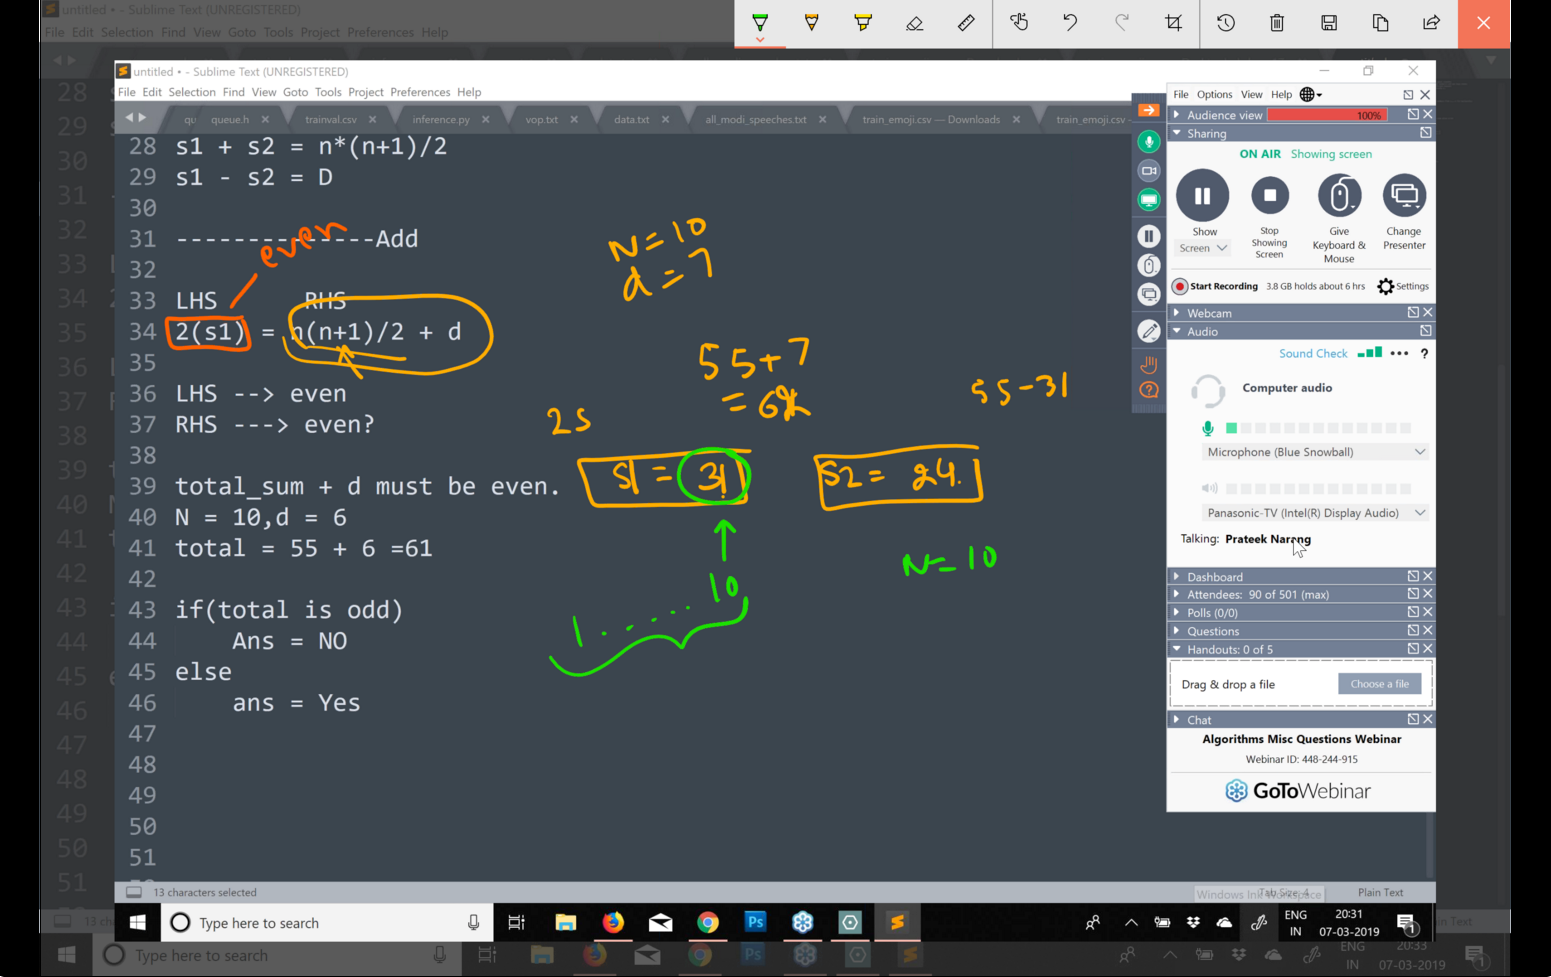 untitled • - Sublime Text (UNREGISTERED)
File Edit Selection Find View Goto Tools Project Preferences Help
untitled • - Sublime Text (UNREGISTERED)
File Edit Selection Find View Goto Tools Project Preferences Help
qu queue.h trainval.csv inference.py vop.txt data.txt all_modi_speeches.txt train_emoji.csv — Downloads train_emoji.csv -
28 s1 + s2 = n*(n+1)/2
29 s1 - s2 = D
30
31 --------------Add
32
33 LHS RHS
34 2(s1) = n(n+1)/2 + d
35
36 LHS --> even
37 RHS ---> even?
38
39 total_sum + d must be even.
40 N = 10,d = 6
41 total = 55 + 6 =61
42
43 if(total is odd)
44 Ans = NO
45 else
46 ans = Yes
47
48
49
50
51
even
N = 10
d = 7
55+7
2S
55-31
S1 = 31
S2 = 24.
N= 10
1 ...... 10
File Options View Help
Audience view 100%
Sharing
ON AIR Showing screen
Show
Screen
Stop Showing Screen
Give Keyboard & Mouse
Change Presenter
Start Recording 3.8 GB holds about 6 hrs Settings
Webcam
Audio
Sound Check ?
Computer audio
Microphone (Blue Snowball)
Panasonic-TV (Intel(R) Display Audio)
Talking: Prateek Narang
Dashboard
Attendees: 90 of 501 (max)
Polls (0/0)
Questions
Handouts: 0 of 5
Drag & drop a file Choose a file
Chat
Algorithms Misc Questions Webinar
Webinar ID: 448-244-915
GoToWebinar
13 characters selected
Windows Ink Workspace
Tab Size: 4 Plain Text
Type here to search
ENG
IN
20:31
07-03-2019
1
Type here to search
ENG
IN
20:33
07-03-2019